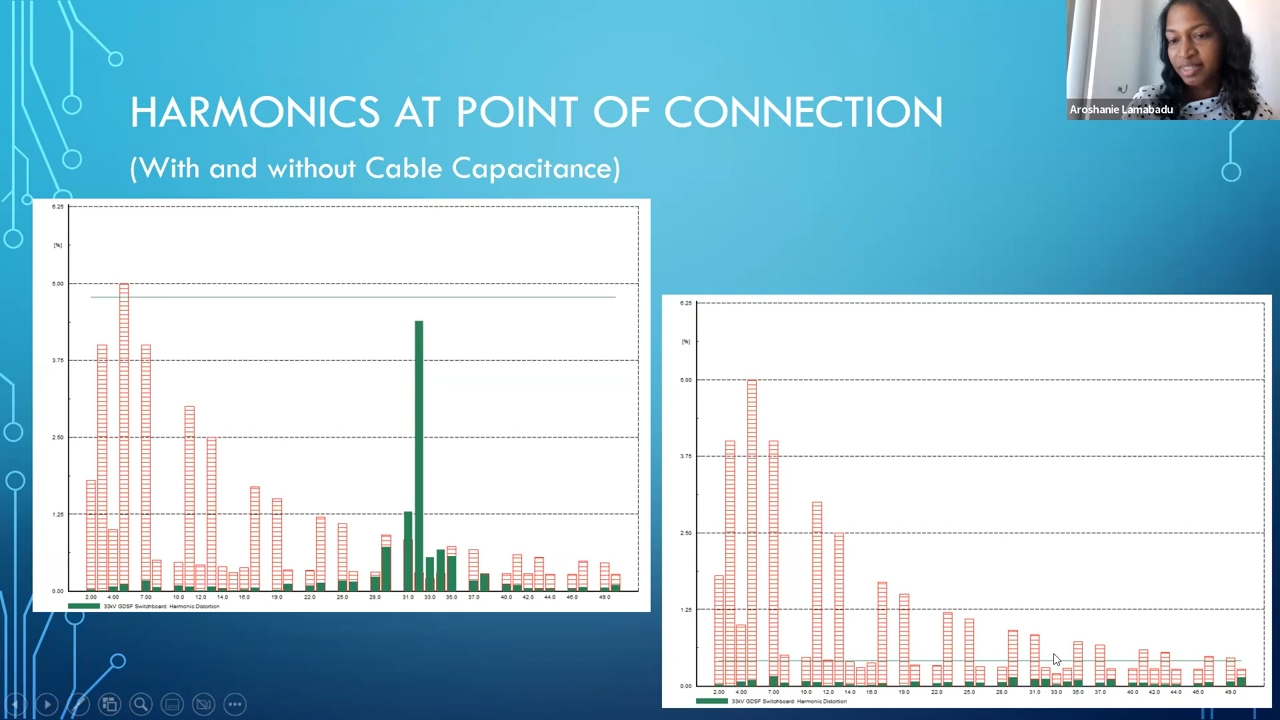 Aroshanie Lamabadu
HARMONICS AT POINT OF CONNECTION
(With and without Cable Capacitance)
6.25
[%]
5.00
3.75
2.50
1.25
0.00
2.00 4.00 7.00 10.0 12.0 14.0 16.0 19.0 22.0 25.0 28.0 31.0 33.0 35.0 37.0 40.0 42.0 44.0 46.0 49.0
33kV GDSF Switchboard: Harmonic Distortion
6.25
[%]
5.00
3.75
2.50
1.25
0.00
2.00 4.00 7.00 10.0 12.0 14.0 16.0 19.0 22.0 25.0 28.0 31.0 33.0 35.0 37.0 40.0 42.0 44.0 46.0 49.0
33kV GDSF Switchboard: Harmonic Distortion